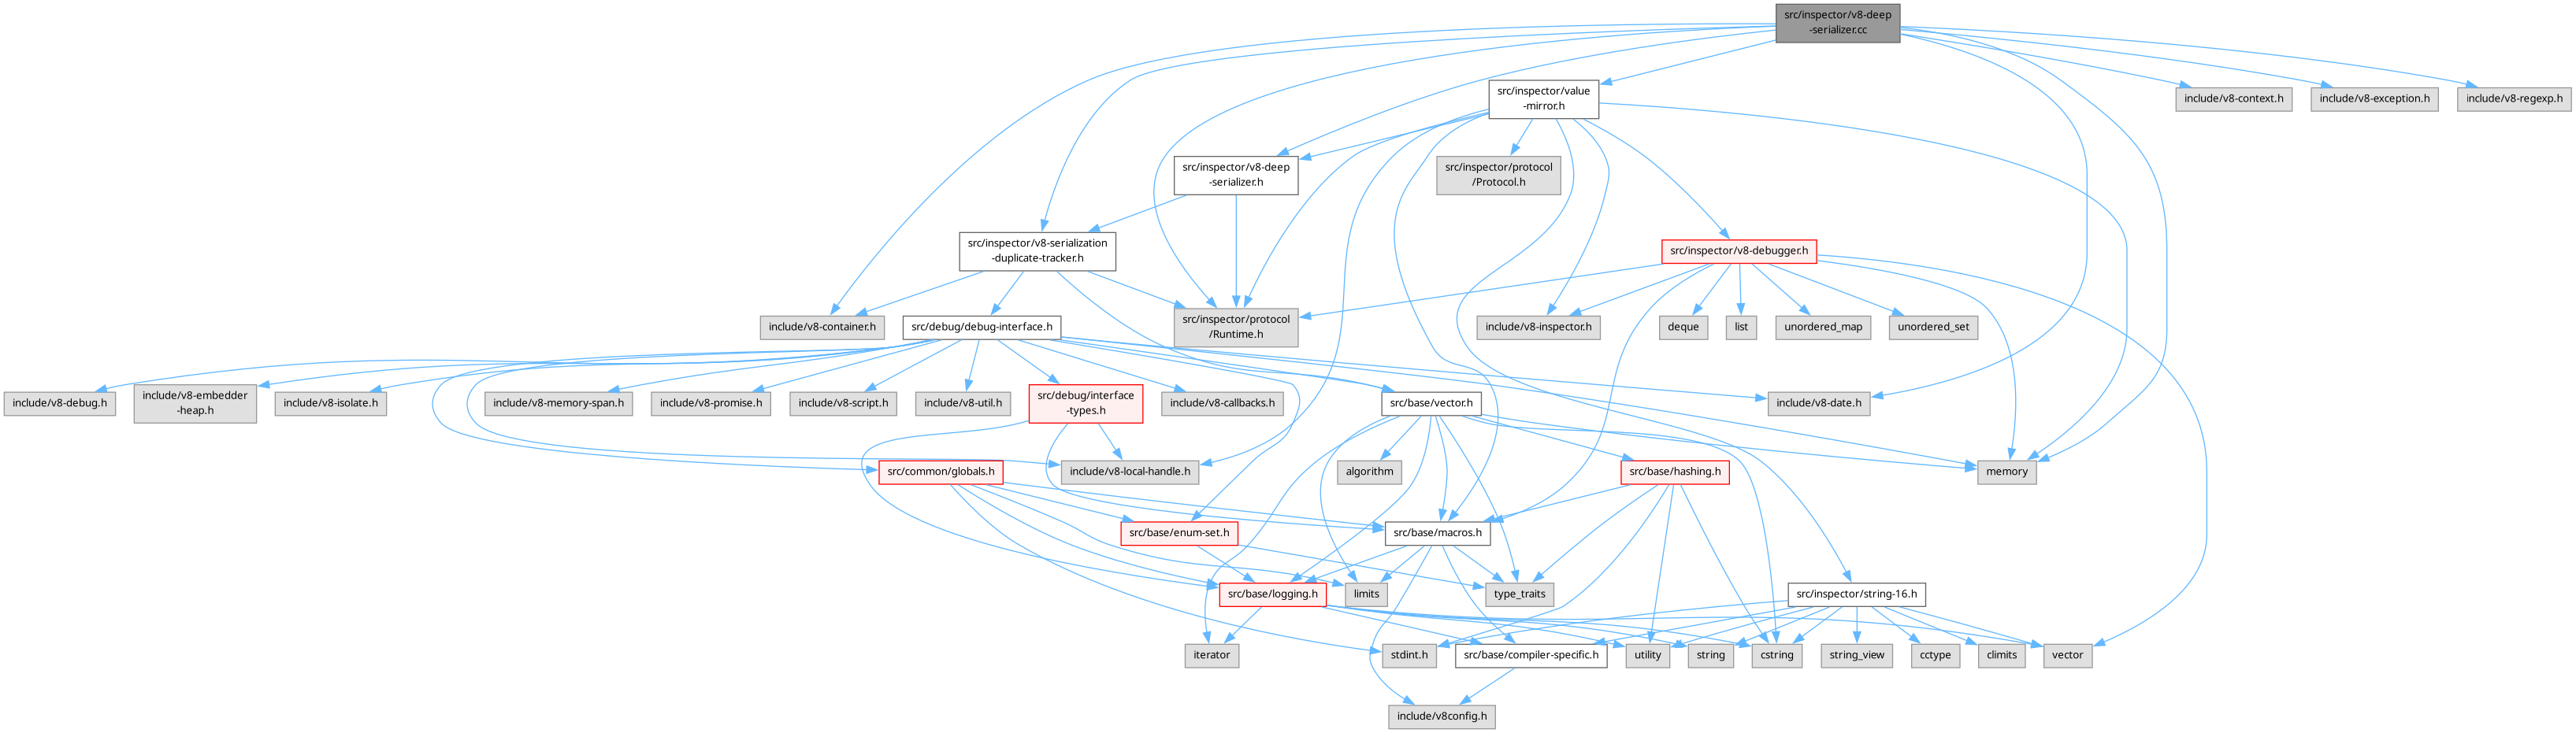 src/inspector/v8-deep
-serializer.cc
src/inspector/value
-mirror.h
include/v8-context.h
include/v8-exception.h
include/v8-regexp.h
src/inspector/v8-deep
-serializer.h
src/inspector/protocol
/Protocol.h
src/inspector/v8-serialization
-duplicate-tracker.h
src/inspector/v8-debugger.h
include/v8-container.h
src/debug/debug-interface.h
src/inspector/protocol
/Runtime.h
include/v8-inspector.h
deque
list
unordered_map
unordered_set
include/v8-debug.h
include/v8-embedder
-heap.h
include/v8-isolate.h
include/v8-memory-span.h
include/v8-promise.h
include/v8-script.h
include/v8-util.h
src/debug/interface
-types.h
include/v8-callbacks.h
src/base/vector.h
include/v8-date.h
src/common/globals.h
include/v8-local-handle.h
algorithm
src/base/hashing.h
memory
src/base/enum-set.h
src/base/macros.h
src/base/logging.h
limits
type_traits
src/inspector/string-16.h
iterator
stdint.h
src/base/compiler-specific.h
utility
string
cstring
string_view
cctype
climits
vector
include/v8config.h